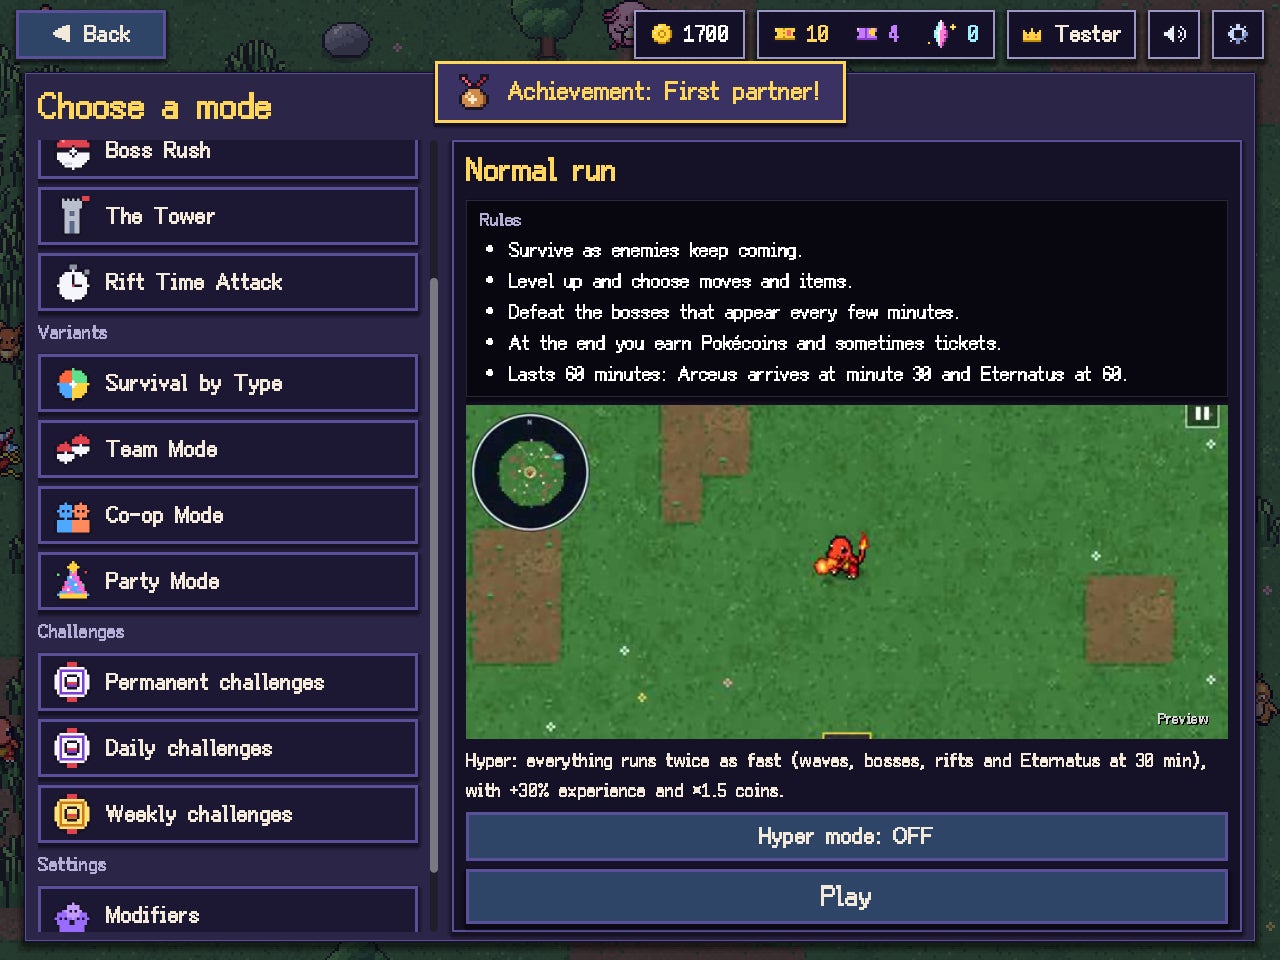 Back
1700
10
4
0
Tester
Achievement: First partner!
Choose a mode
Boss Rush
The Tower
Rift Time Attack
Variants
Survival by Type
Team Mode
Co-op Mode
Party Mode
Challenges
Permanent challenges
Daily challenges
Weekly challenges
Settings
Modifiers
Normal run
Rules
• Survive as enemies keep coming.
• Level up and choose moves and items.
• Defeat the bosses that appear every few minutes.
• At the end you earn Pokécoins and sometimes tickets.
• Lasts 60 minutes: Arceus arrives at minute 30 and Eternatus at 60.
N
Preview
Hyper: everything runs twice as fast (waves, bosses, rifts and Eternatus at 30 min),
with +30% experience and ×1.5 coins.
Hyper mode: OFF
Play